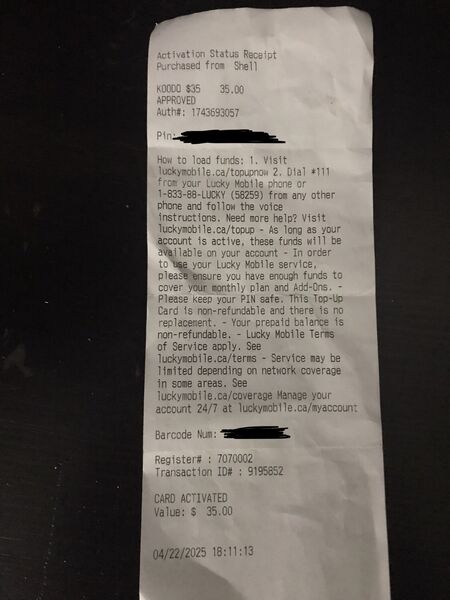 Activation Status Receipt
Purchased from Shell
KOODO $35 35.00
APPROVED
Auth#: 1743693057
Pin:
How to load funds: 1. Visit
luckymobile.ca/topupnow 2. Dial *111
from your Lucky Mobile phone or
1-833-88-LUCKY (58259) from any other
phone and follow the voice
instructions. Need more help? Visit
luckymobile.ca/topup - As long as your
account is active, these funds will be
available on your account - In order
to use your Lucky Mobile service,
please ensure you have enough funds to
cover your monthly plan and Add-Ons. -
Please keep your PIN safe. This Top-Up
Card is non-refundable and there is no
replacement. - Your prepaid balance is
non-refundable. - Lucky Mobile Terms
of Service apply. See
luckymobile.ca/terms - Service may be
limited depending on network coverage
in some areas. See
luckymobile.ca/coverage Manage your
account 24/7 at luckymobile.ca/myaccount
Barcode Num:
Register# : 7070002
Transaction ID# : 9195852
CARD ACTIVATED
Value: $ 35.00
04/22/2025 18:11:13